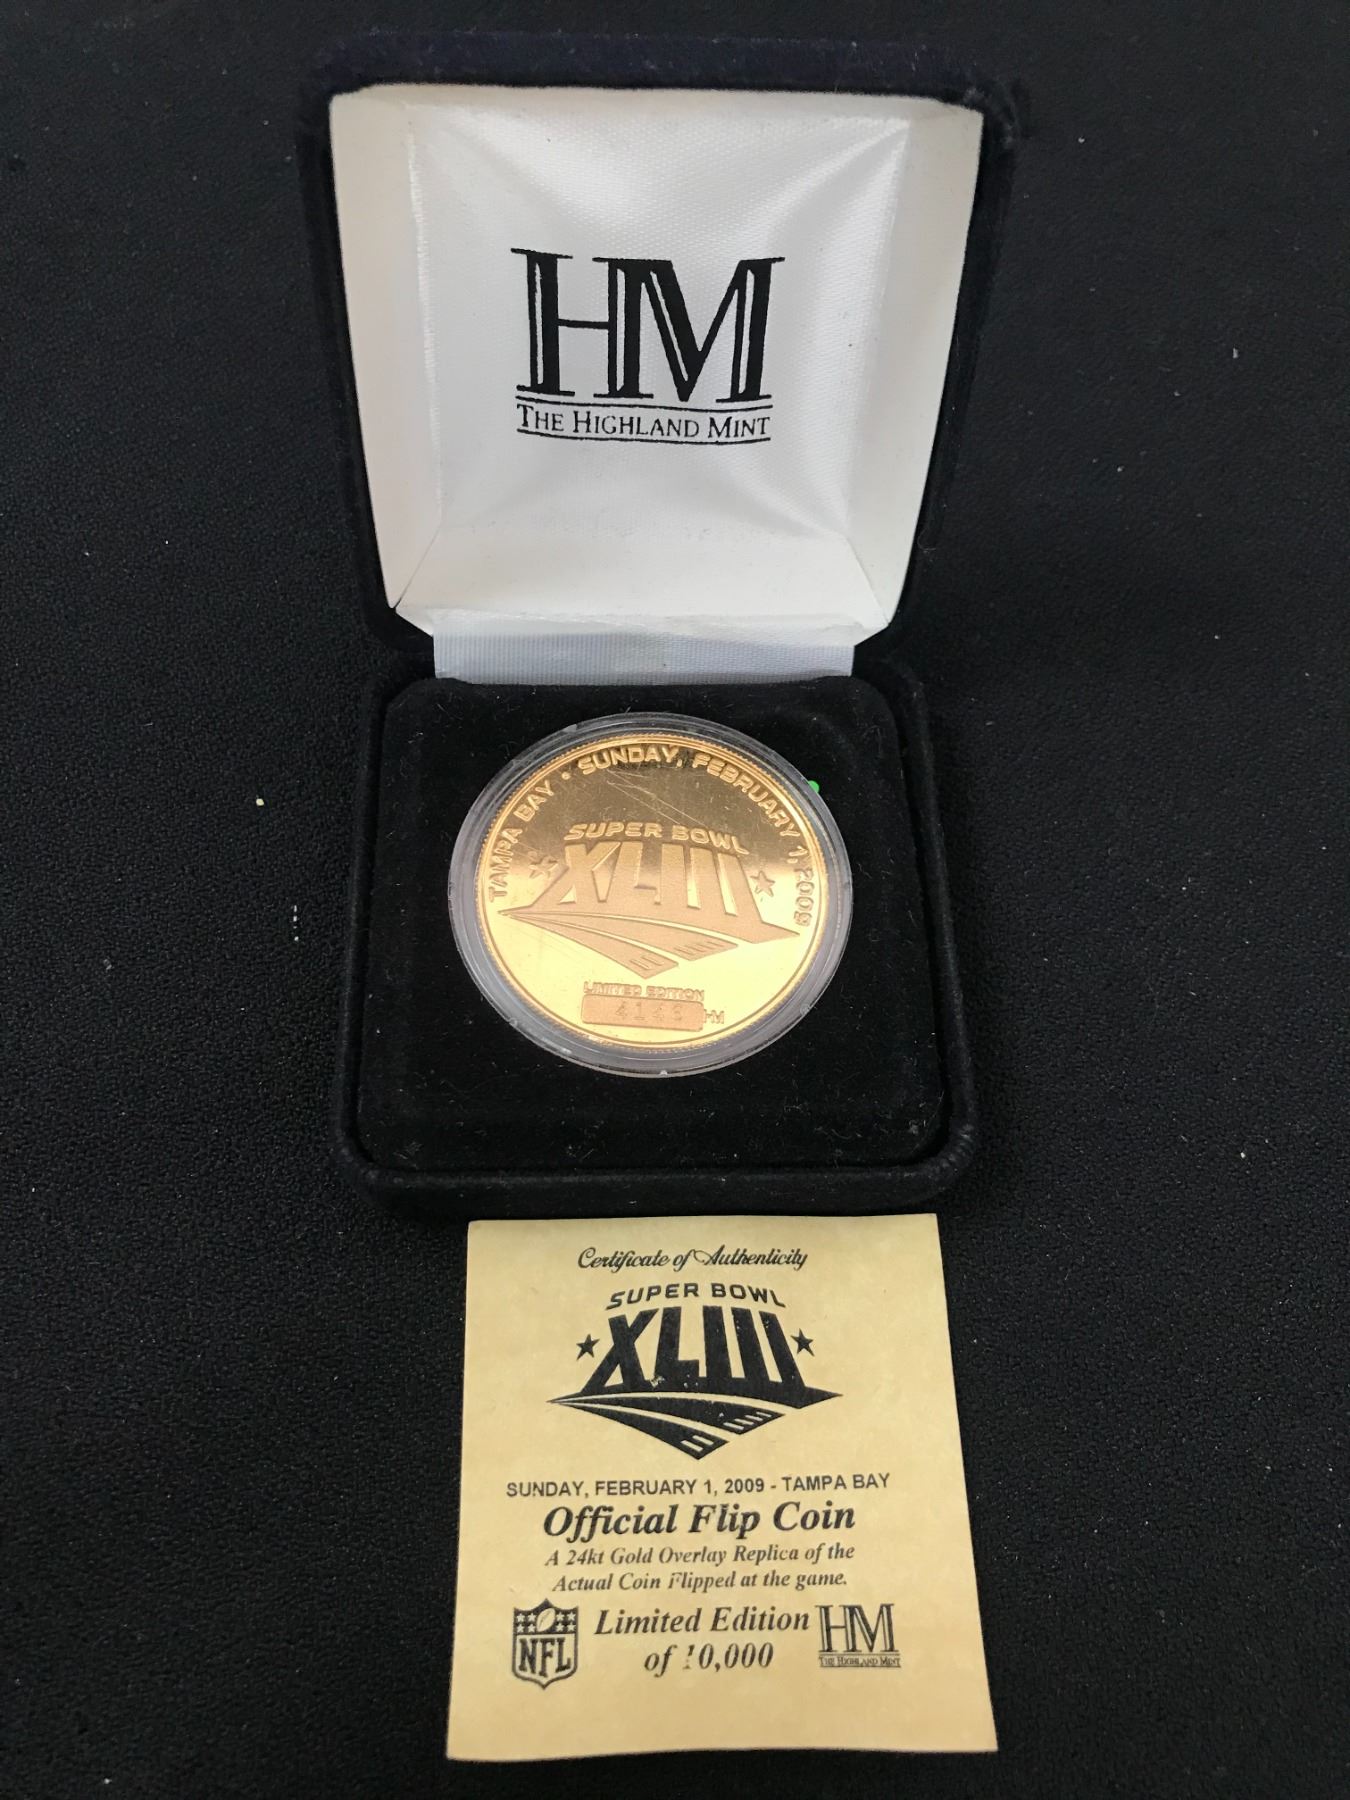 HM
THE HIGHLAND MINT
TAMPA BAY • SUNDAY, FEBRUARY 1, 2009
SUPER BOWL
XLIII
LIMITED EDITION
HM
Certificate of Authenticity
SUPER BOWL
XLIII
SUNDAY, FEBRUARY 1, 2009 - TAMPA BAY
Official Flip Coin
A 24kt Gold Overlay Replica of the
Actual Coin Flipped at the game.
NFL
Limited Edition
of 10,000
HM
THE HIGHLAND MINT